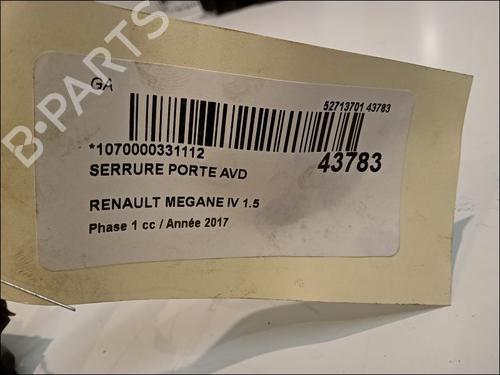 GA
52713701 43783
*1070000331112
43783
SERRURE PORTE AVD
RENAULT MEGANE IV 1.5
Phase 1 cc / Année 2017
B-PARTS